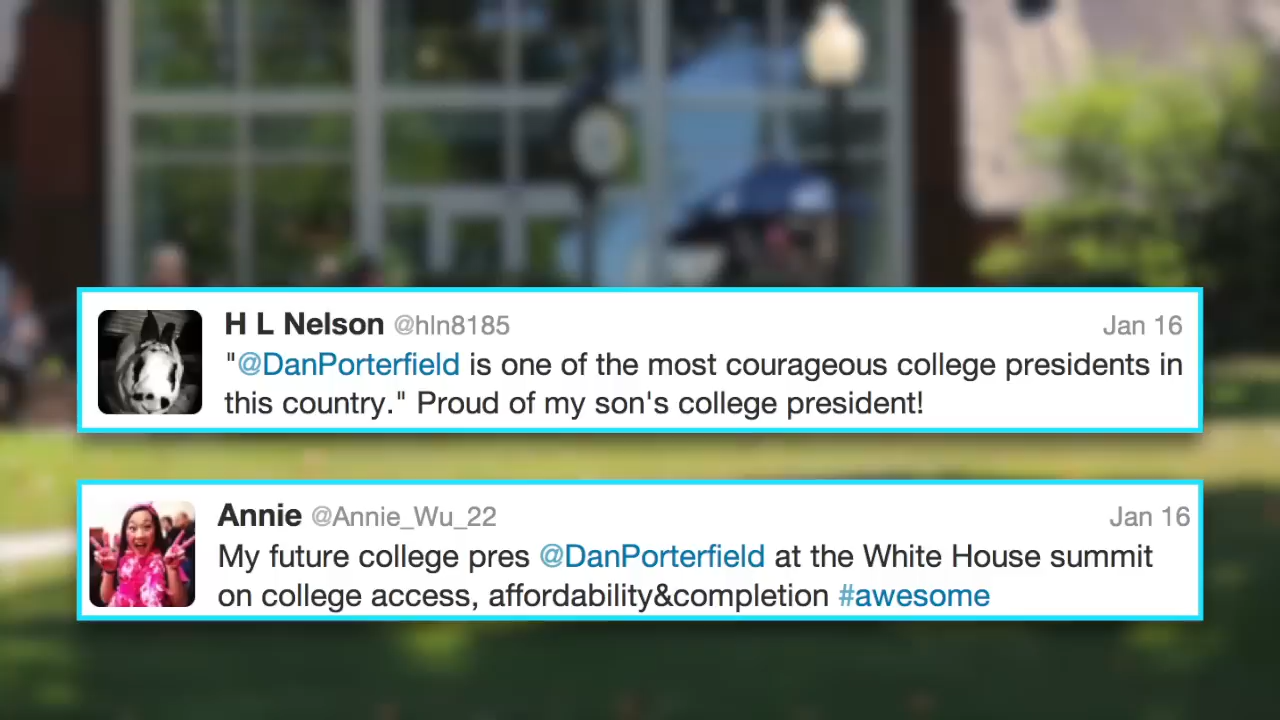 H L Nelson @hln8185 Jan 16
"@DanPorterfield is one of the most courageous college presidents in
this country." Proud of my son's college president!
Annie @Annie_Wu_22 Jan 16
My future college pres @DanPorterfield at the White House summit
on college access, affordability&completion #awesome